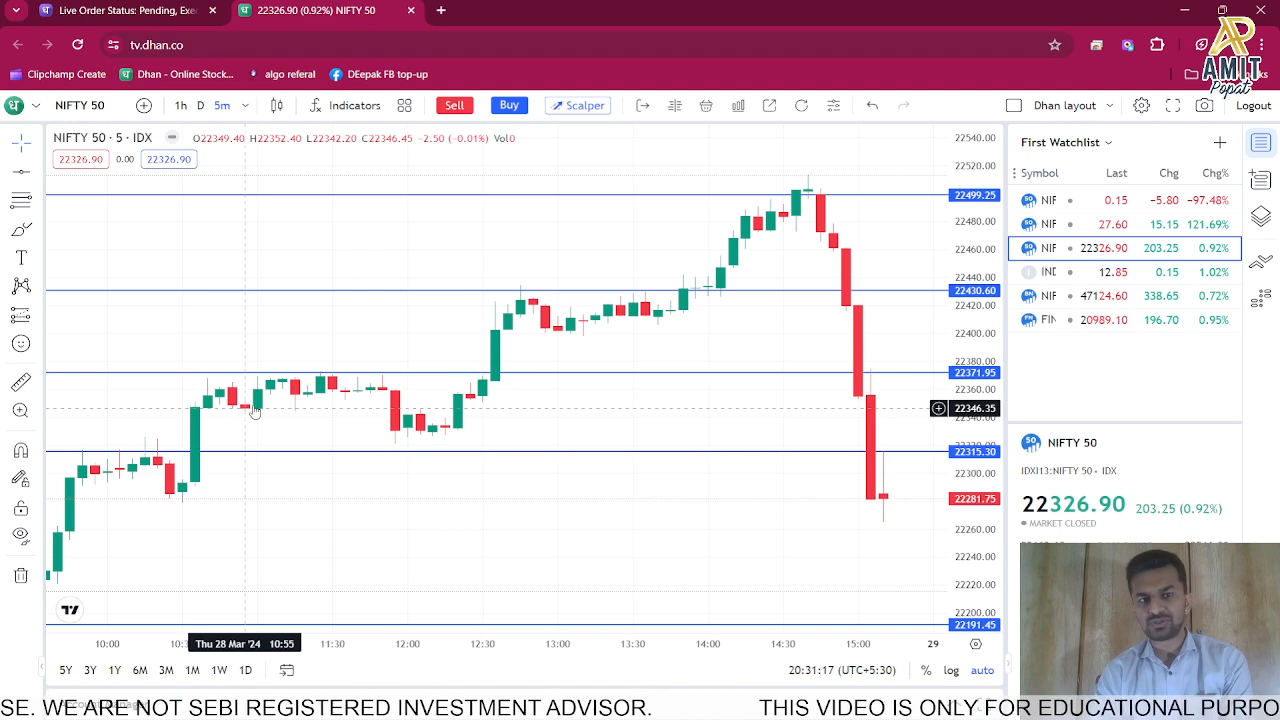 Live Order Status: Pending, Exec
22326.90 (0.92%) NIFTY 50
tv.dhan.co
AP
AMIT
Popat
Clipchamp Create
Dhan - Online Stock...
algo referal
DEepak FB top-up
NIFTY 50
1h D 5m
Indicators
Sell
Buy
Scalper
Dhan layout
Logout
NIFTY 50 · 5 · IDX
O22349.40 H22352.40 L22342.20 C22346.45 −2.50 (−0.01%) Vol0
22326.90 0.00 22326.90
22540.00
22520.00
22499.25
22480.00
22460.00
22440.00
22430.60
22420.00
22400.00
22380.00
22371.95
22360.00
22346.35
22315.30
22300.00
22281.75
22260.00
22240.00
22220.00
22200.00
22191.45
10:00
Thu 28 Mar '24 10:55
11:30
12:00
12:30
13:00
13:30
14:00
14:30
15:00
29
5Y 3Y 1Y 6M 3M 1M 1W 1D
20:31:17 (UTC+5:30)
% log auto
First Watchlist
Symbol Last Chg Chg%
NIF 0.15 −5.80 −97.48%
NIF 27.60 15.15 121.69%
NIF 22326.90 203.25 0.92%
IND 12.85 0.15 1.02%
NIF 47124.60 338.65 0.72%
FIN 20989.10 196.70 0.95%
NIFTY 50
IDXI13:NIFTY 50 • IDX
22326.90 203.25 (0.92%)
MARKET CLOSED
SE. WE ARE NOT SEBI REGISTERED INVESTMENT ADVISOR. THIS VIDEO IS ONLY FOR EDUCATIONAL PURPO